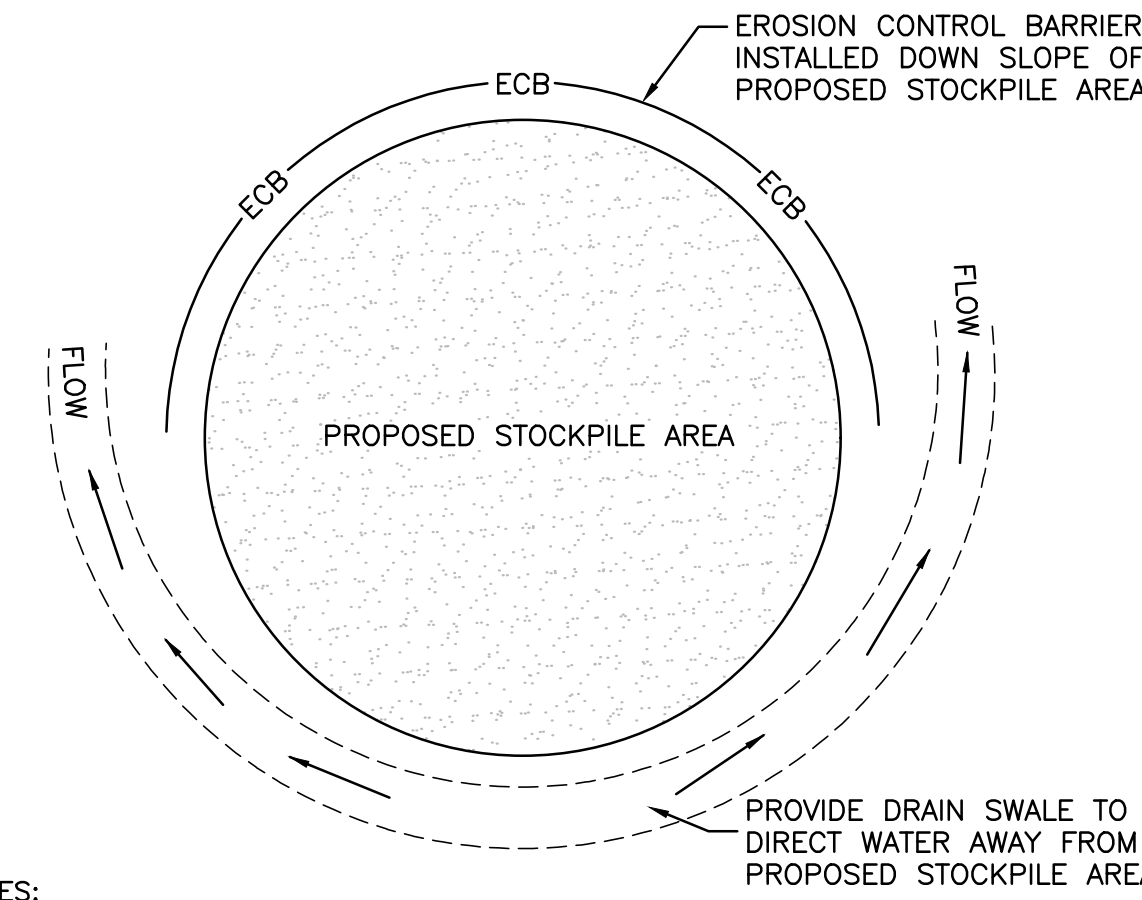 EROSION CONTROL BARRIER
INSTALLED DOWN SLOPE OF
PROPOSED STOCKPILE AREA
ECB
ECB
ECB
FLOW
FLOW
PROPOSED STOCKPILE AREA
PROVIDE DRAIN SWALE TO
DIRECT WATER AWAY FROM
PROPOSED STOCKPILE AREA
ES: